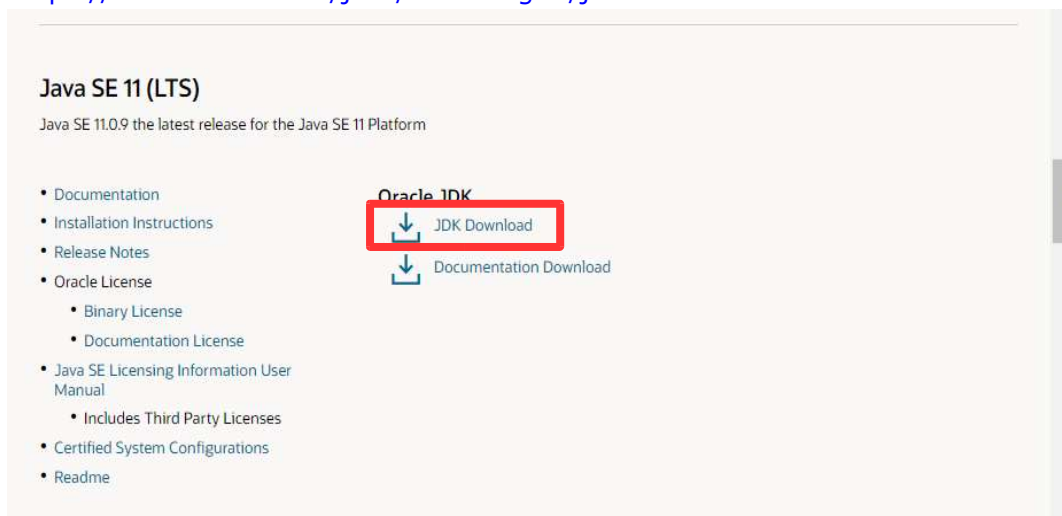 Java SE 11 (LTS)
Java SE 11.0.9 the latest release for the Java SE 11 Platform
• Documentation
• Installation Instructions
• Release Notes
• Oracle License
• Binary License
• Documentation License
• Java SE Licensing Information User
Manual
• Includes Third Party Licenses
• Certified System Configurations
• Readme
Oracle JDK
JDK Download
Documentation Download